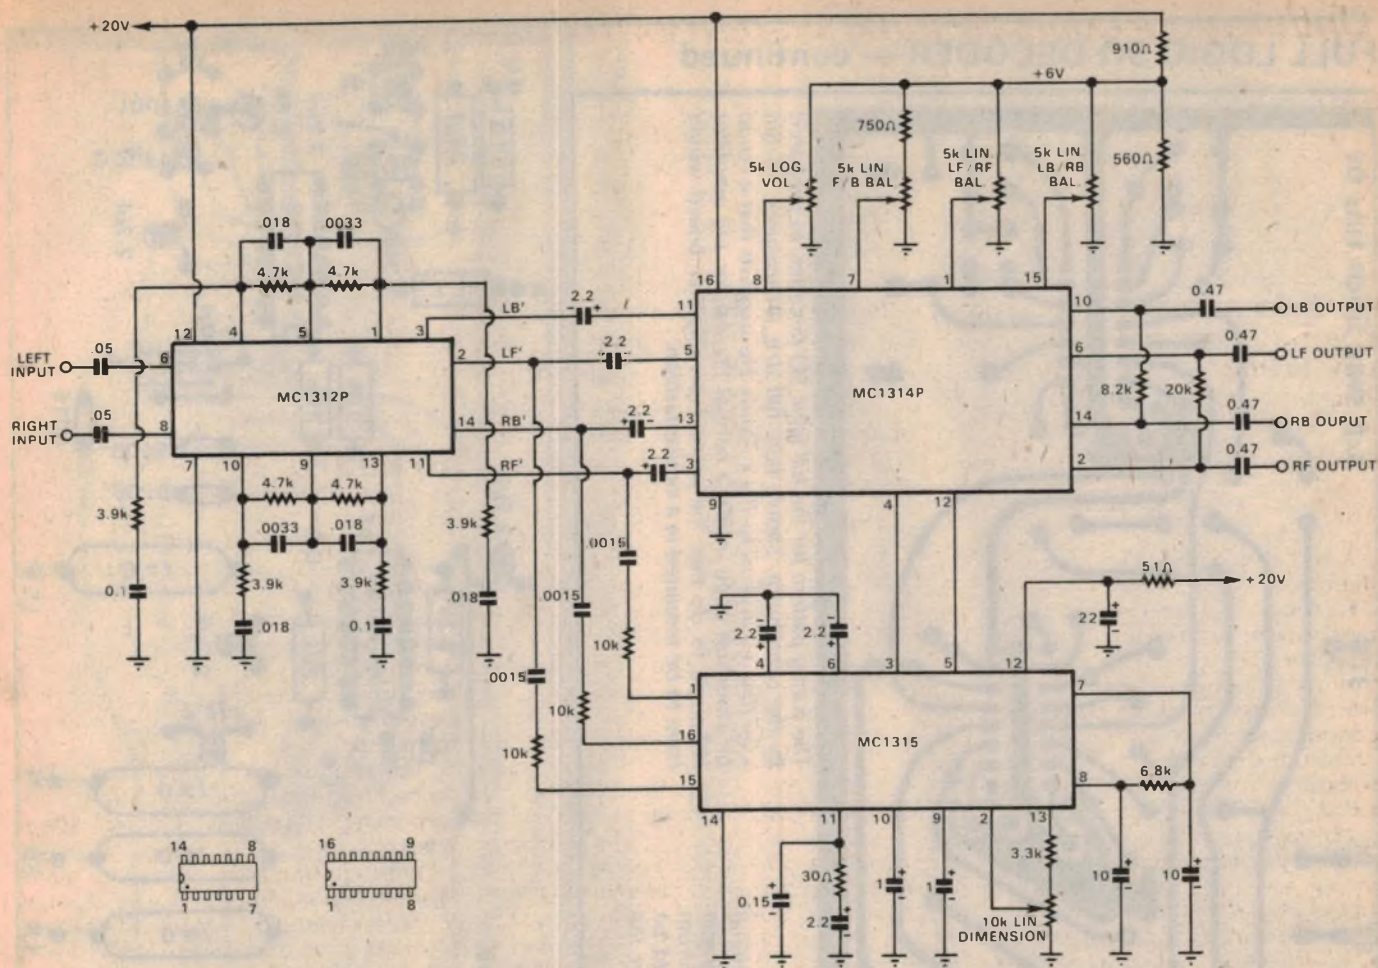 FULL LOGIC SQ DECODER — continued
+20V
910Ω
+6V
750Ω
560Ω
5k LOG
VOL
5k LIN
F/B BAL
5k LIN
LF/RF
BAL
5k LIN
LB/RB
BAL
.018
.0033
4.7k
4.7k
16
8
7
1
15
12
4
5
1
3
LB'
2.2
- +
11
10
0.47
LB OUTPUT
LEFT
INPUT
.05
6
MC1312P
2
LF'
2.2
5
MC1314P
6
0.47
LF OUTPUT
8.2k
20k
RIGHT
INPUT
.05
8
14
RB'
2.2
+ -
13
14
0.47
RB OUPUT
7
10
9
13
11
RF'
2.2
+ -
3
2
0.47
RF OUTPUT
4.7k
4.7k
9
4
12
3.9k
.0033
.018
3.9k
.0015
0.1
3.9k
3.9k
.018
.0015
51Ω
+20V
.018
0.1
2.2
-
+
2.2
-
+
22
+
-
10k
.0015
4
6
3
5
12
10k
1
7
10k
16
MC1315
15
8
6.8k
14
11
10
9
2
13
14
8
16
9
1
7
1
8
0.15
+
-
30Ω
2.2
+
-
1
+
-
1
+
-
3.3k
10k LIN
DIMENSION
10
+
-
10
+
-